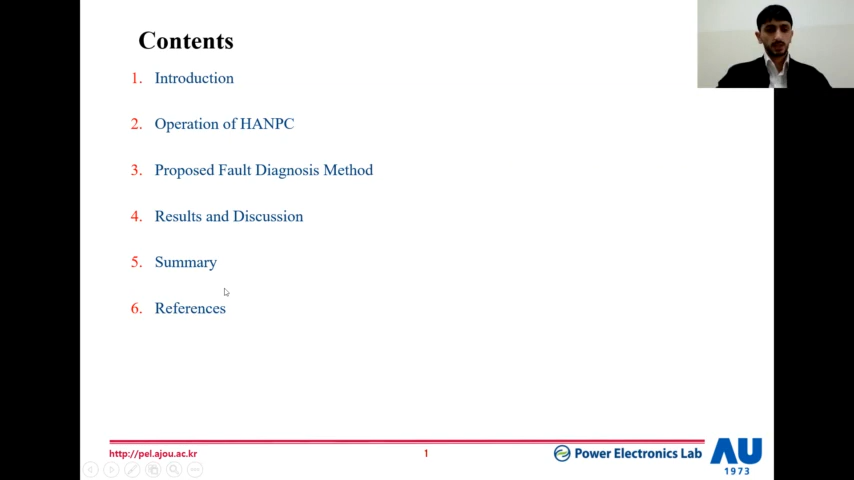 Contents
1. Introduction
2. Operation of HANPC
3. Proposed Fault Diagnosis Method
4. Results and Discussion
5. Summary
6. References
http://pel.ajou.ac.kr
1
Power Electronics Lab
AU
1973